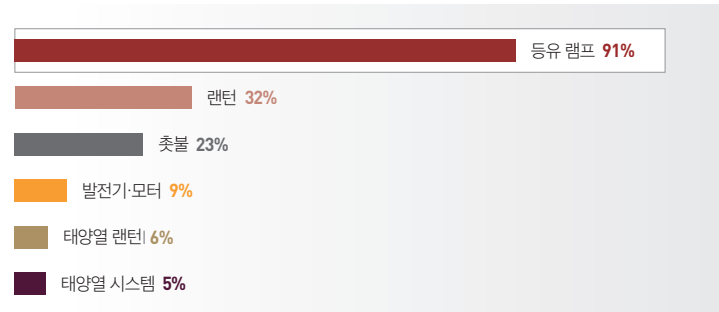 등유 램프 91%
랜턴 32%
촛불 23%
발전기·모터 9%
태양열 랜턴| 6%
태양열 시스템 5%